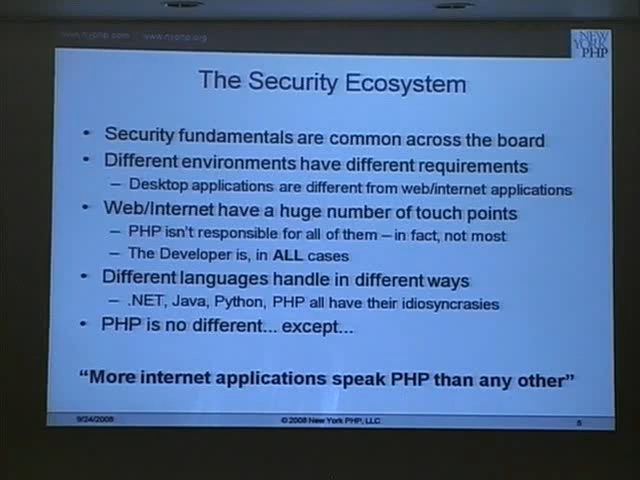 www.nyphp.com :: www.nyphp.org
NEW
YORK
PHP
The Security Ecosystem
• Security fundamentals are common across the board
• Different environments have different requirements
– Desktop applications are different from web/internet applications
• Web/Internet have a huge number of touch points
– PHP isn't responsible for all of them – in fact, not most
– The Developer is, in ALL cases
• Different languages handle in different ways
– .NET, Java, Python, PHP all have their idiosyncrasies
• PHP is no different... except...
“More internet applications speak PHP than any other”
9/24/2008
© 2008 New York PHP, LLC
5